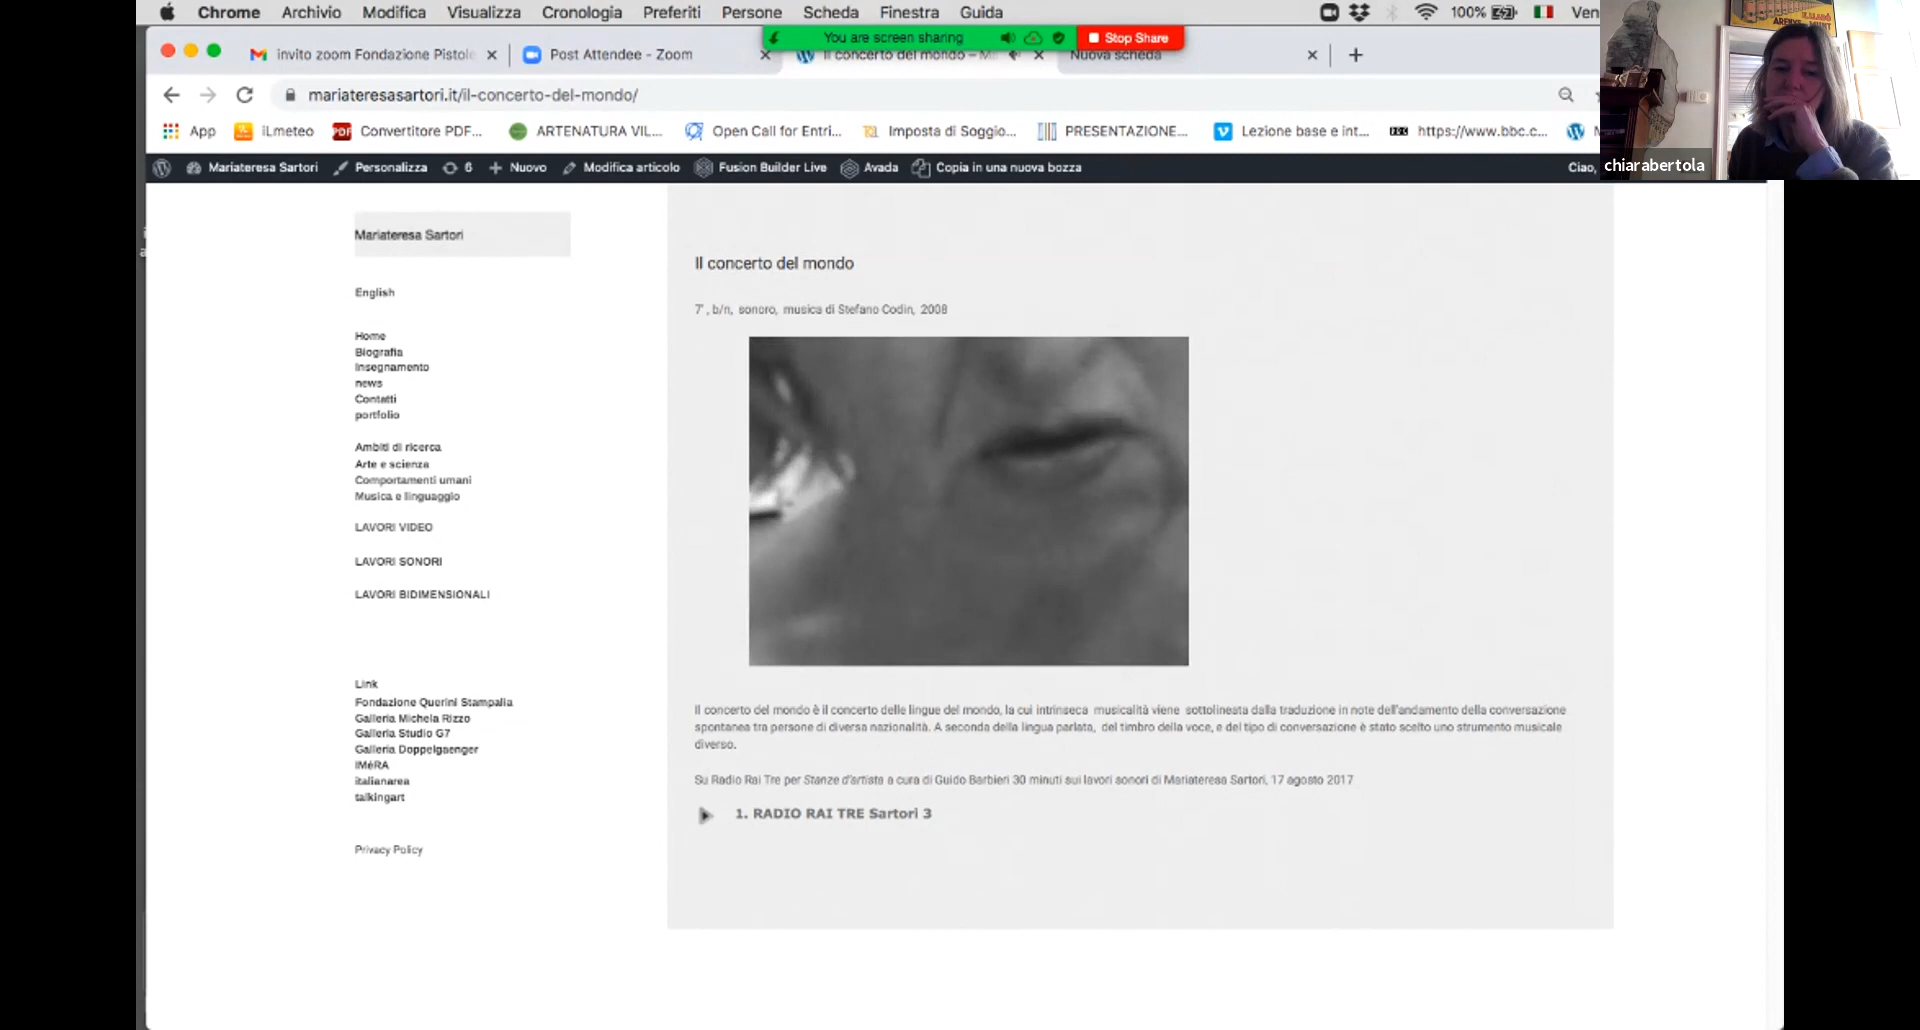 Chrome Archivio Modifica Visualizza Cronologia Preferiti Persone Scheda Finestra Guida 100% Ven
You are screen sharing Stop Share
invito zoom Fondazione Pistole Post Attendee - Zoom Il concerto del mondo – M Nuova scheda
mariateresasartori.it/il-concerto-del-mondo/
App iLmeteo PDF Convertitore PDF... ARTENATURA VIL... Open Call for Entri... Imposta di Soggio... PRESENTAZIONE... Lezione base e int... BBC https://www.bbc.c...
Mariateresa Sartori Personalizza 6 Nuovo Modifica articolo Fusion Builder Live Avada Copia in una nuova bozza Ciao,
chiarabertola
Mariateresa Sartori
English
Home
Biografia
Insegnamento
news
Contatti
portfolio
Ambiti di ricerca
Arte e scienza
Comportamenti umani
Musica e linguaggio
LAVORI VIDEO
LAVORI SONORI
LAVORI BIDIMENSIONALI
Link
Fondazione Querini Stampalia
Galleria Michela Rizzo
Galleria Studio G7
Galleria Doppelgaenger
IMéRA
italianarea
talkingart
Privacy Policy
Il concerto del mondo
7', b/n, sonoro, musica di Stefano Codin, 2008
Il concerto del mondo è il concerto delle lingue del mondo, la cui intrinseca musicalità viene sottolineata dalla traduzione in note dell'andamento della conversazione
spontanea tra persone di diversa nazionalità. A seconda della lingua parlata, del timbro della voce, e del tipo di conversazione è stato scelto uno strumento musicale
diverso.
Su Radio Rai Tre per Stanze d'artista a cura di Guido Barbieri 30 minuti sui lavori sonori di Mariateresa Sartori, 17 agosto 2017
1. RADIO RAI TRE Sartori 3